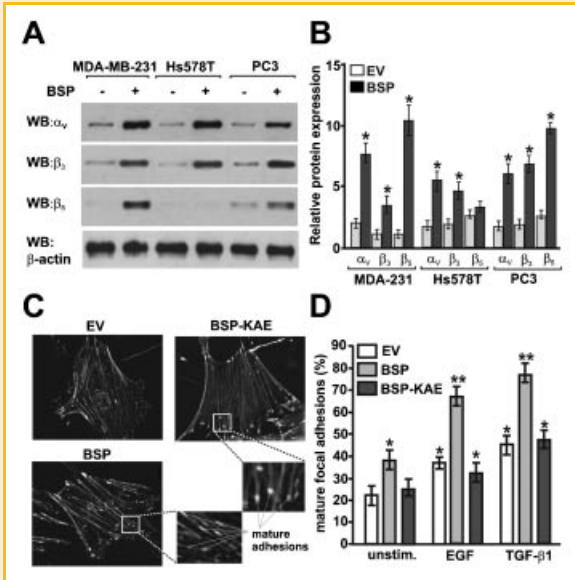 A
MDA-MB-231 Hs578T PC3
BSP - + - + - +
WB:αV
WB:β3
WB:β5
WB:
β-actin
B
EV
BSP
Relative protein expression
15
10
5
0
* * * * * * * *
αV β3 β5 αV β3 β5 αV β3 β5
MDA-231 Hs578T PC3
C
EV
BSP-KAE
BSP
mature
adhesions
D
EV
BSP
BSP-KAE
mature focal adhesions (%)
90
80
70
60
50
40
30
20
10
0
* * ** * * ** *
unstim. EGF TGF-β1